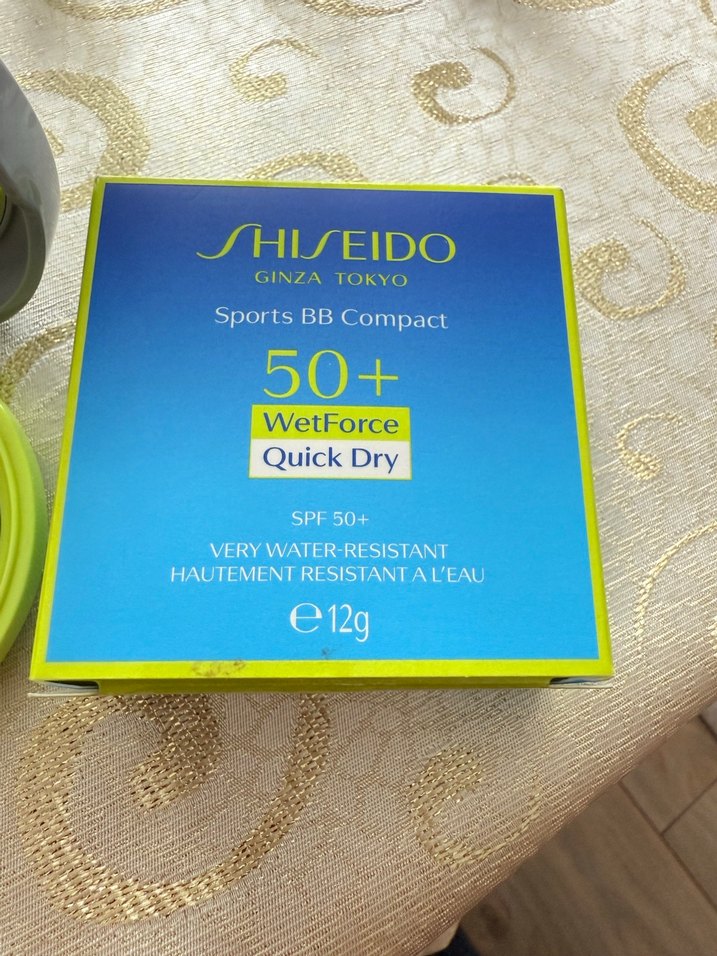 SHISEIDO
GINZA TOKYO
Sports BB Compact
50+
WetForce
Quick Dry
SPF 50+
VERY WATER-RESISTANT
HAUTEMENT RESISTANT A L'EAU
℮12g